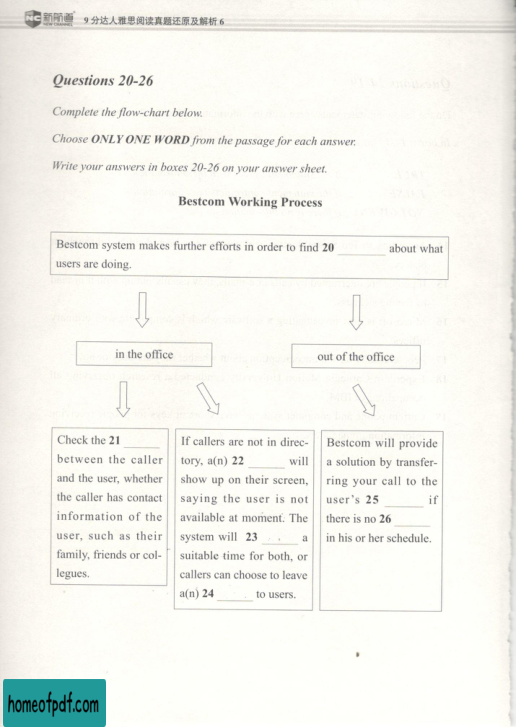 NC 新航道 9 分达人雅思阅读真题还原及解析 6
NEW CHANNEL
Questions 20-26
Complete the flow-chart below.
Choose ONLY ONE WORD from the passage for each answer.
Write your answers in boxes 20-26 on your answer sheet.
Bestcom Working Process
Bestcom system makes further efforts in order to find 20 ________ about what
users are doing.
in the office
out of the office
Check the 21 ______
between the caller
and the user, whether
the caller has contact
information of the
user, such as their
family, friends or col-
legues.
If callers are not in direc-
tory, a(n) 22 ______ will
show up on their screen,
saying the user is not
available at moment. The
system will 23 ______ a
suitable time for both, or
callers can choose to leave
a(n) 24 ______ to users.
Bestcom will provide
a solution by transfer-
ring your call to the
user's 25 ______ if
there is no 26 ______
in his or her schedule.
homeofpdf.com